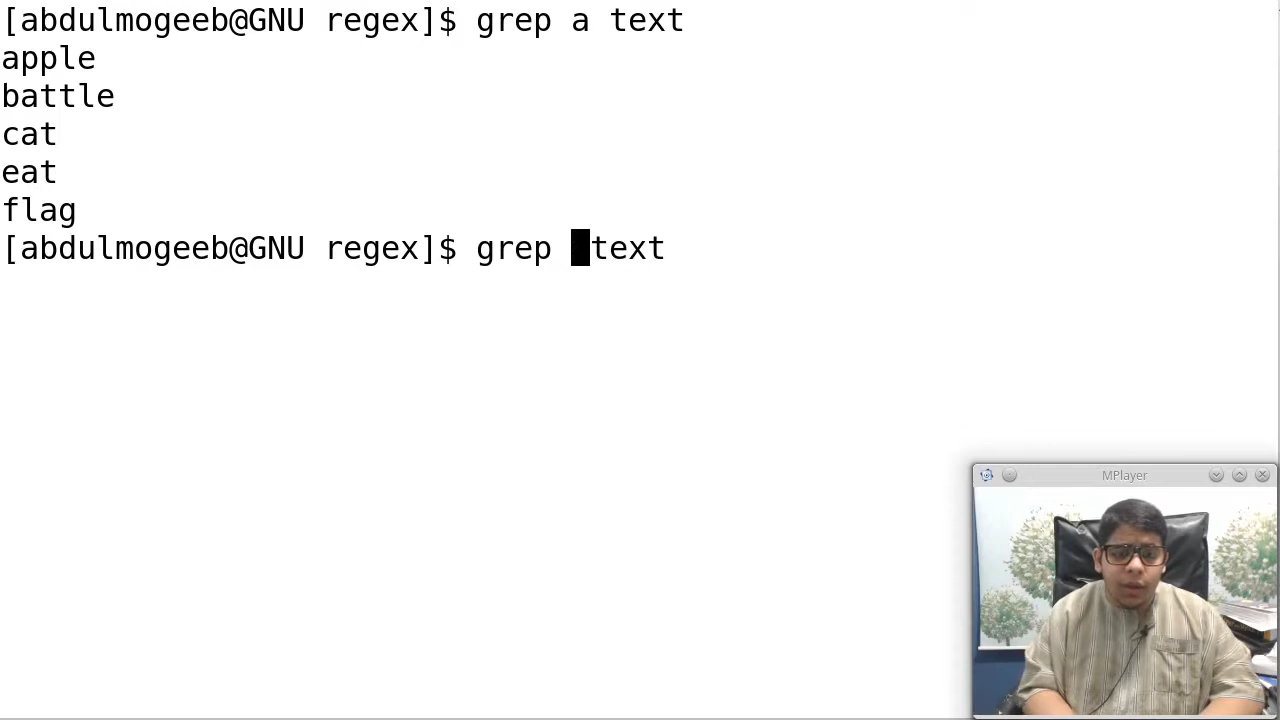 [abdulmogeeb@GNU regex]$ grep a text
apple
battle
cat
eat
flag
[abdulmogeeb@GNU regex]$ grep text
MPlayer